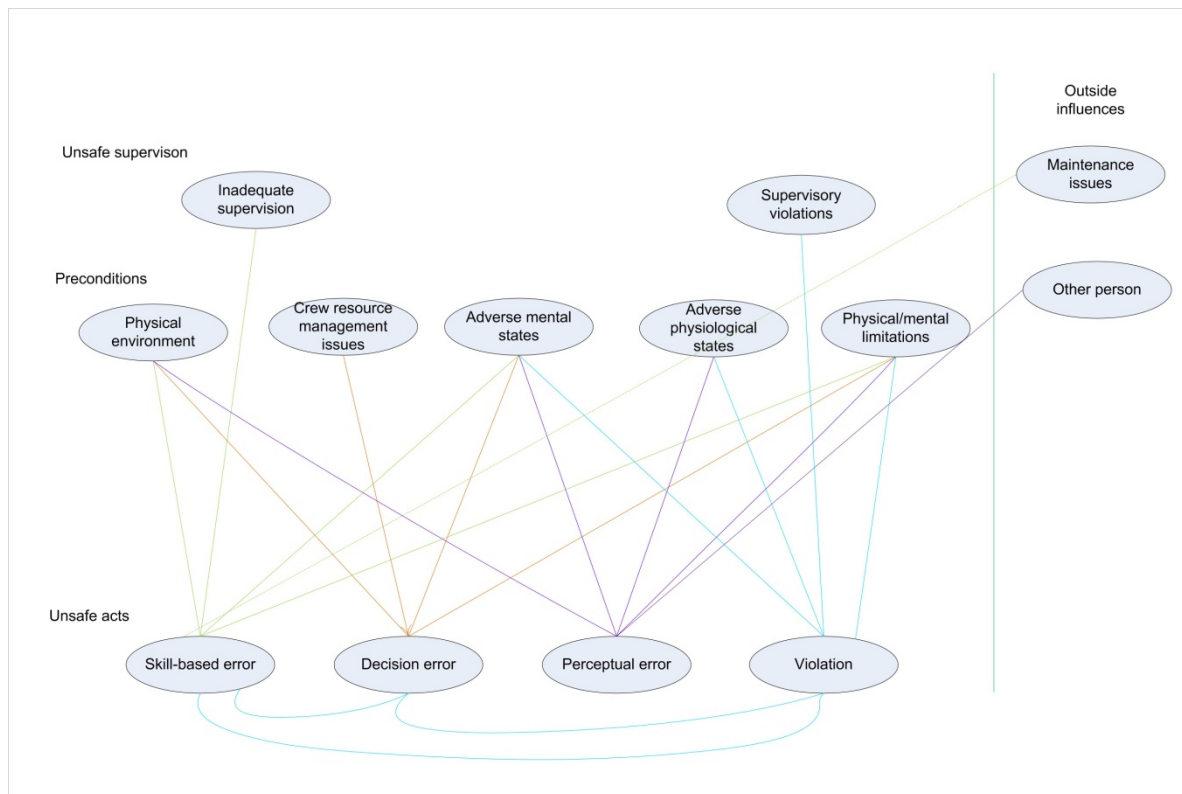 Outside
influences
Unsafe supervison
Maintenance
issues
Inadequate
supervision
Supervisory
violations
Preconditions
Other person
Physical
environment
Crew resource
management
issues
Adverse mental
states
Adverse
physiological
states
Physical/mental
limitations
Unsafe acts
Skill-based error
Decision error
Perceptual error
Violation